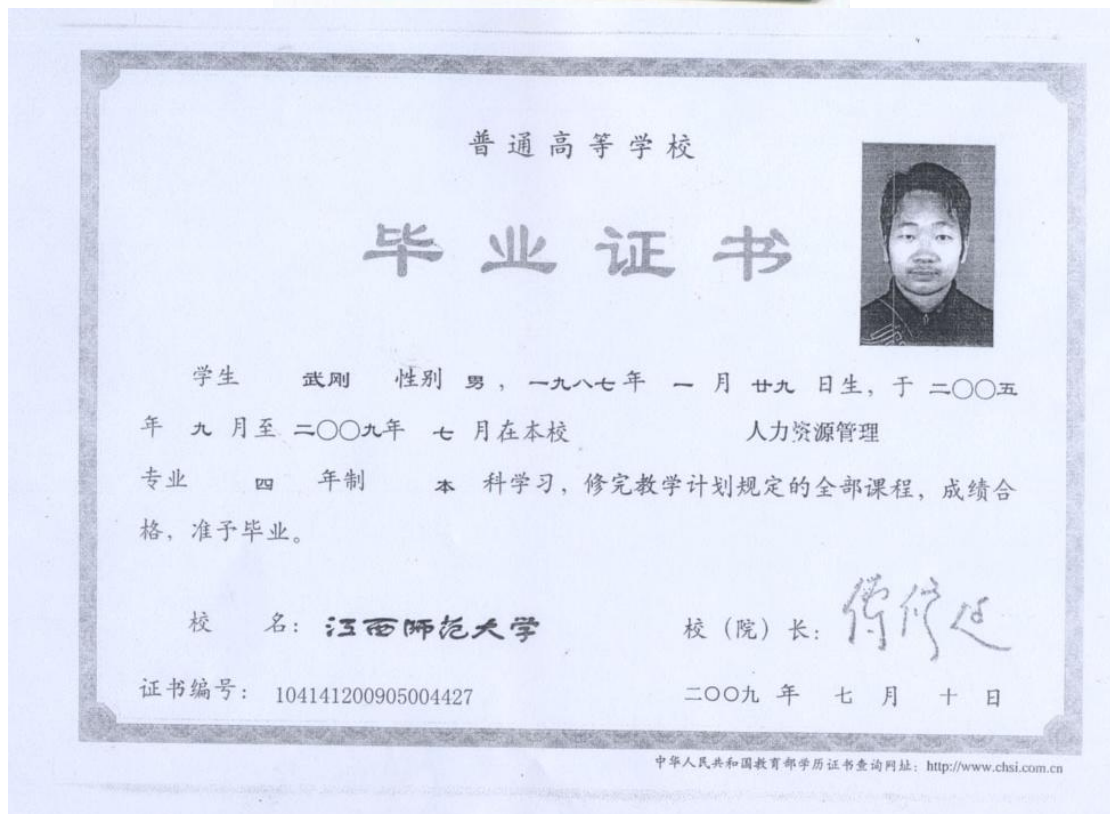 普通高等学校
毕业证书
学生 武刚 性别 男，一九八七年 一 月 廿九 日生，于 二〇〇五
年 九 月至 二〇〇九年 七 月在本校 人力资源管理
专业 四 年制 本 科学习，修完教学计划规定的全部课程，成绩合
格，准予毕业。
校 名：江西师范大学 校（院）长：
证书编号：104141200905004427 二〇〇九 年 七 月 十 日
中华人民共和国教育部学历证书查询网址：http://www.chsi.com.cn